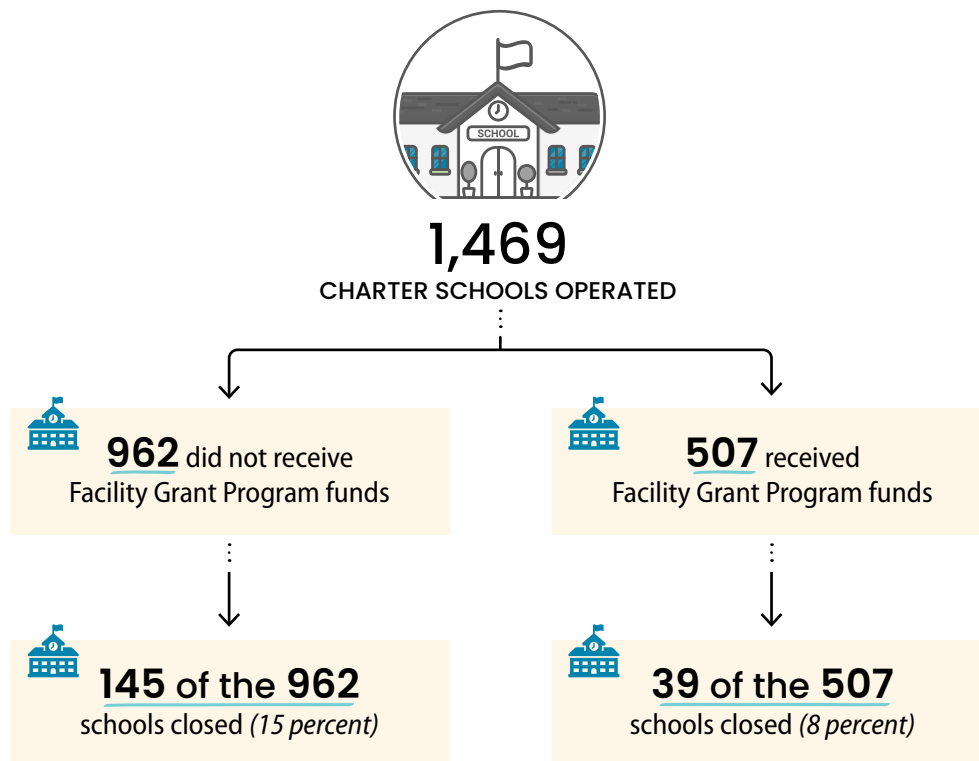 SCHOOL
1,469
CHARTER SCHOOLS OPERATED
962 did not receive
Facility Grant Program funds
507 received
Facility Grant Program funds
145 of the 962
schools closed (15 percent)
39 of the 507
schools closed (8 percent)